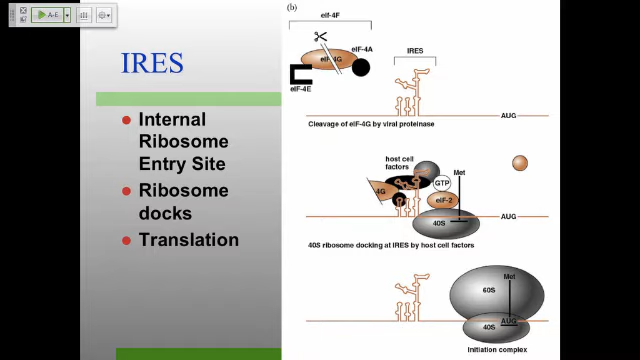 A-E
IRES
Internal
Ribosome
Entry Site
Ribosome
docks
Translation
(b)
eif-4F
eIF-4A
IRES
eIF-4G
eIF-4E
AUG
Cleavage of eIF-4G by viral proteinase
host cell
factors
Met
GTP
4G
eIF-2
40S
AUG
40S ribosome docking at IRES by host cell factors
Met
60S
AUG
40S
Initiation complex